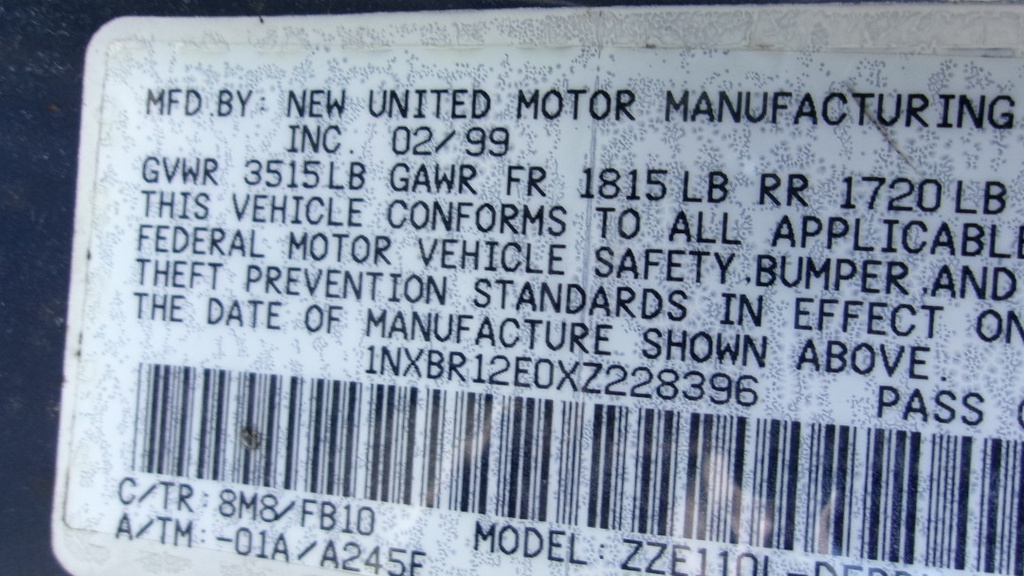 MFD.BY: NEW UNITED MOTOR MANUFACTURING
INC. 02/99
GVWR 3515LB GAWR FR 1815LB RR 1720LB
THIS VEHICLE CONFORMS TO ALL APPLICABLE
FEDERAL MOTOR VEHICLE SAFETY,BUMPER,AND
THEFT PREVENTION STANDARDS IN EFFECT ON
THE DATE OF MANUFACTURE SHOWN ABOVE.
1NXBR12E0XZ228396 PASS
C/TR:8M8/FB10
A/TM:-01A/A245E MODEL: